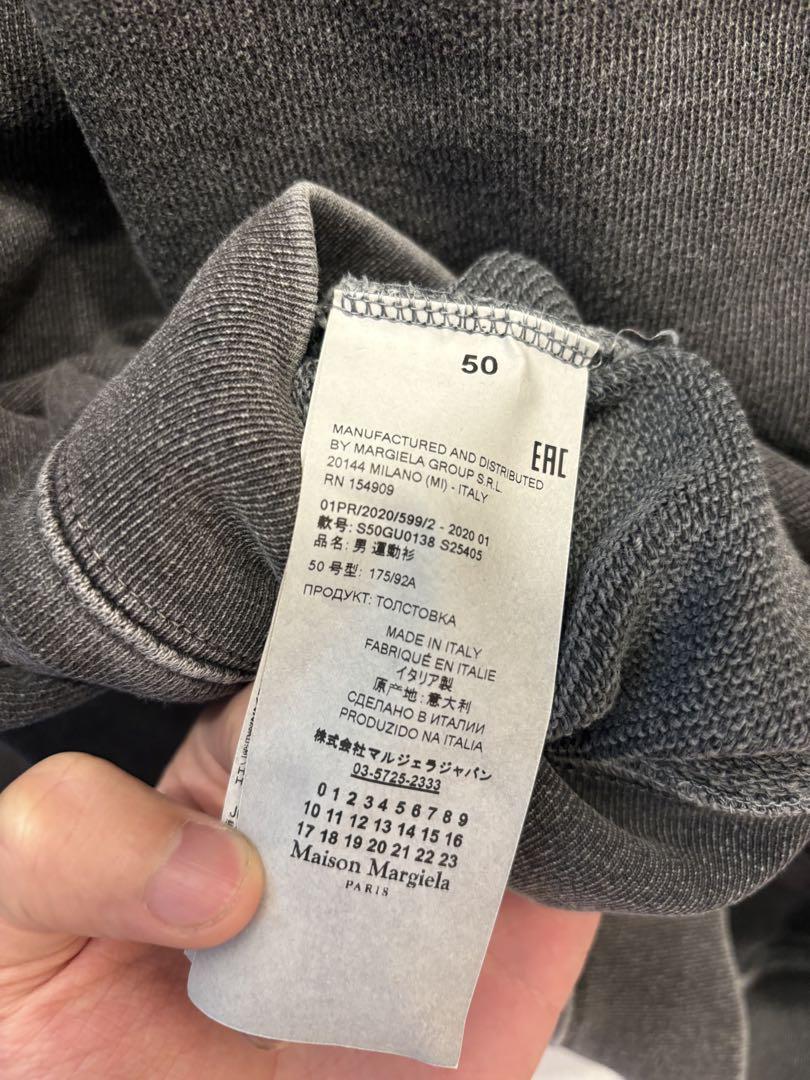 50
MANUFACTURED AND DISTRIBUTED
BY MARGIELA GROUP S.R.L.
20144 MILANO (MI) - ITALY
RN 154909
EAC
01PR/2020/599/2 - 2020 01
款号: S50GU0138 S25405
品名: 男 運動衫
50 号型: 175/92A
ПРОДУКТ: ТОЛСТОВКА
MADE IN ITALY
FABRIQUÉ EN ITALIE
イタリア製
原产地: 意大利
СДЕЛАНО В ИТАЛИИ
PRODUZIDO NA ITALIA
株式会社マルジェラジャパン
03-5725-2333
0 1 2 3 4 5 6 7 8 9
10 11 12 13 14 15 16
17 18 19 20 21 22 23
Maison Margiela
PARIS